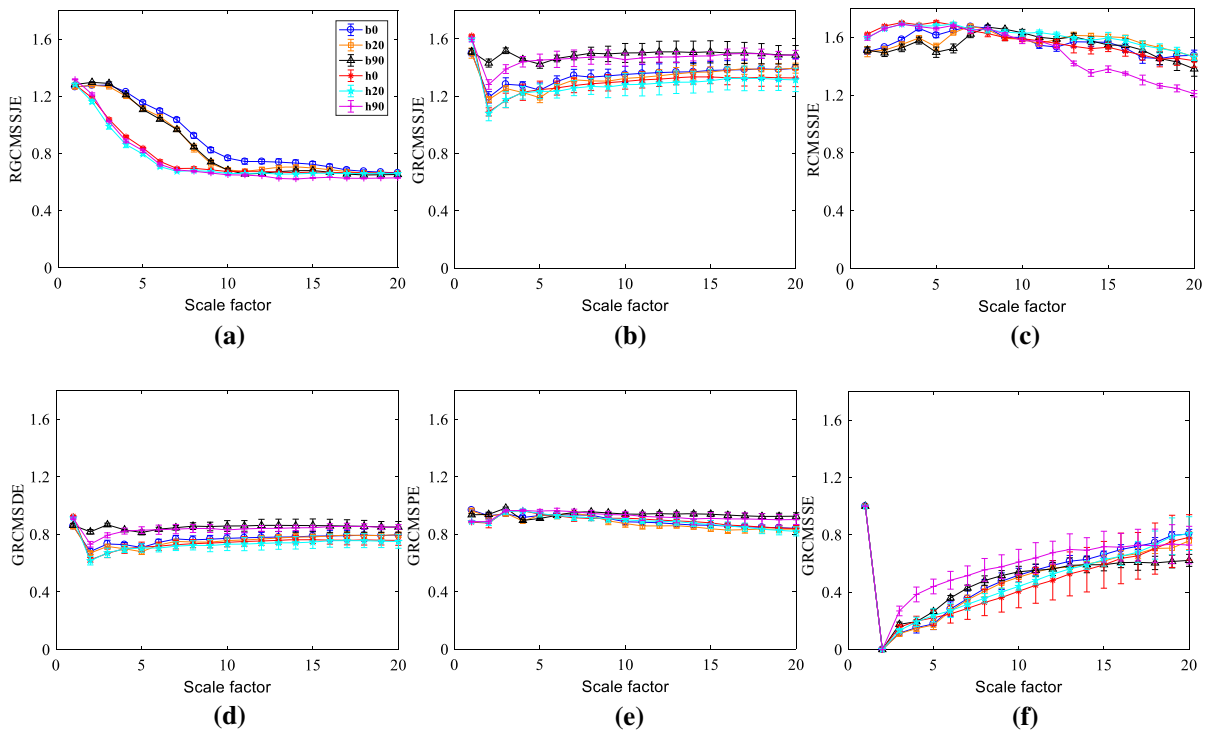 RGCMSSJE
1.6
1.2
0.8
0.4
0
0 5 10 15 20
Scale factor
b0
b20
b90
h0
h20
h90
(a)
GRCMSSJE
1.6
1.2
0.8
0.4
0
0 5 10 15 20
Scale factor
(b)
RCMSSJE
1.6
1.2
0.8
0.4
0
0 5 10 15 20
Scale factor
(c)
GRCMSDE
1.6
1.2
0.8
0.4
0
0 5 10 15 20
Scale factor
(d)
GRCMSPE
1.6
1.2
0.8
0.4
0
0 5 10 15 20
Scale factor
(e)
GRCMSSE
1.6
1.2
0.8
0.4
0
0 5 10 15 20
Scale factor
(f)